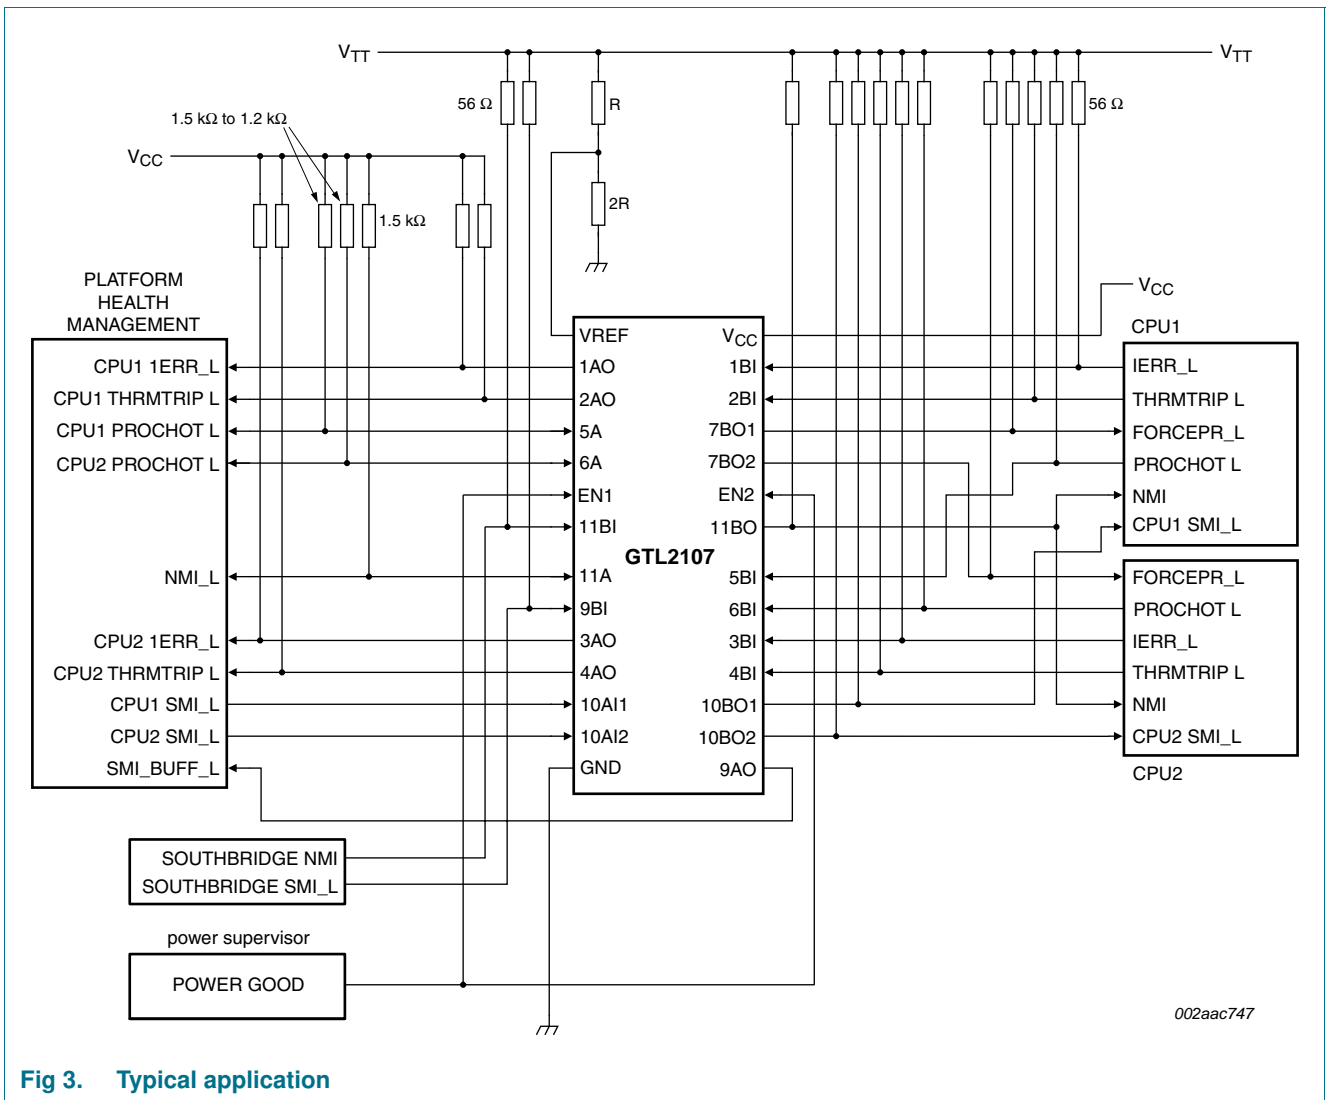 VTT
VTT
56 Ω
R
56 Ω
1.5 kΩ to 1.2 kΩ
VCC
2R
1.5 kΩ
PLATFORM
HEALTH
MANAGEMENT
VCC
CPU1
VREF
VCC
CPU1 1ERR_L
1AO
1BI
IERR_L
CPU1 THRMTRIP L
2AO
2BI
THRMTRIP L
CPU1 PROCHOT L
5A
7BO1
FORCEPR_L
CPU2 PROCHOT L
6A
7BO2
PROCHOT L
EN1
EN2
NMI
11BI
11BO
CPU1 SMI_L
GTL2107
NMI_L
11A
5BI
FORCEPR_L
9BI
6BI
PROCHOT L
CPU2 1ERR_L
3AO
3BI
IERR_L
CPU2 THRMTRIP L
4AO
4BI
THRMTRIP L
CPU1 SMI_L
10AI1
10BO1
NMI
CPU2 SMI_L
10AI2
10BO2
CPU2 SMI_L
SMI_BUFF_L
GND
9AO
CPU2
SOUTHBRIDGE NMI
SOUTHBRIDGE SMI_L
power supervisor
POWER GOOD
002aac747
Fig 3. Typical application